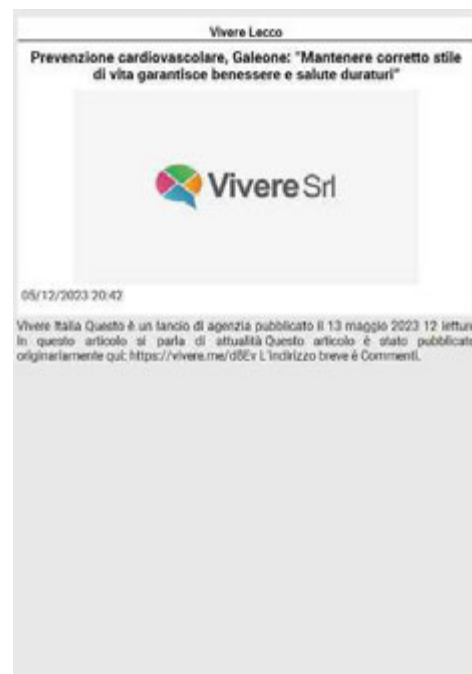 Vivere Lecco
Prevenzione cardiovascolare, Galeone: "Mantenere corretto stile
di vita garantisce benessere e salute duraturi"
Vivere Srl
05/12/2023 20:42
Vivere Italia Questo è un lancio di agenzia pubblicato il 13 maggio 2023 12 letture
In questo articolo si parla di attualità Questo articolo è stato pubblicato
originariamente qui: https://vivere.me/d8Ev L'indirizzo breve è Commenti.